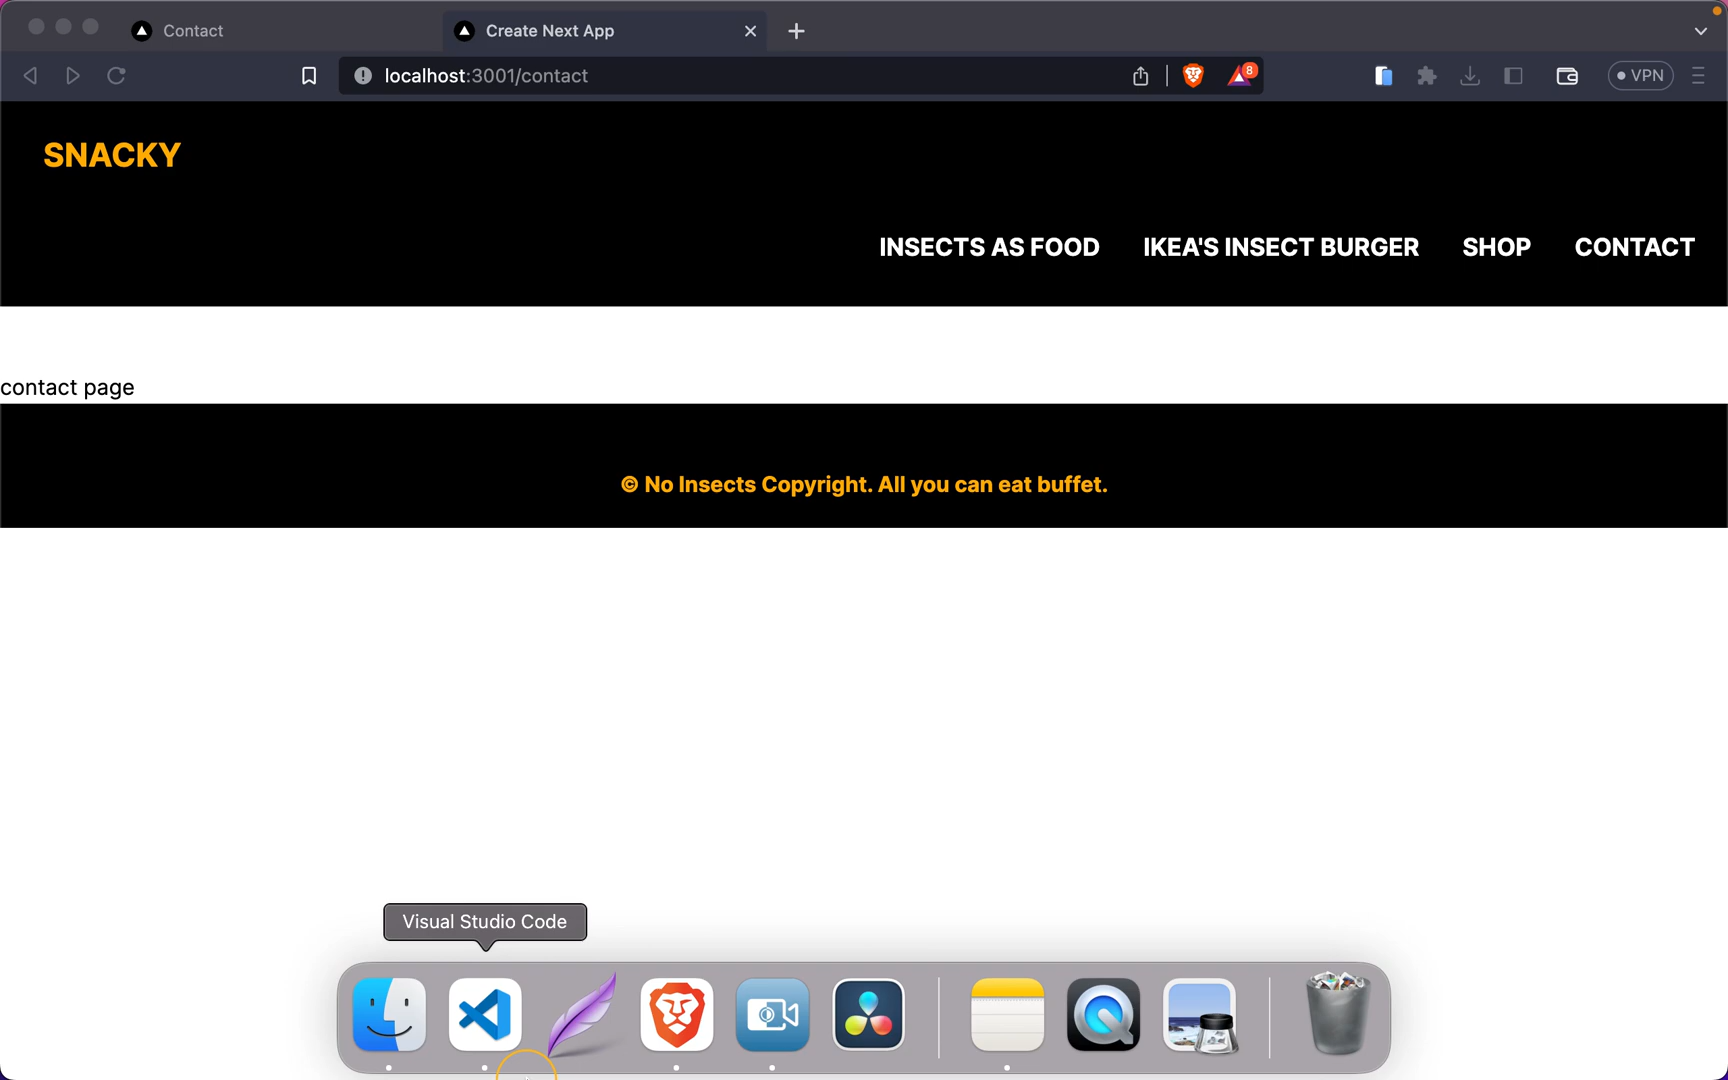 Contact
Create Next App
localhost:3001/contact
8
VPN
SNACKY
INSECTS AS FOOD IKEA'S INSECT BURGER SHOP CONTACT
contact page
© No Insects Copyright. All you can eat buffet.
Visual Studio Code